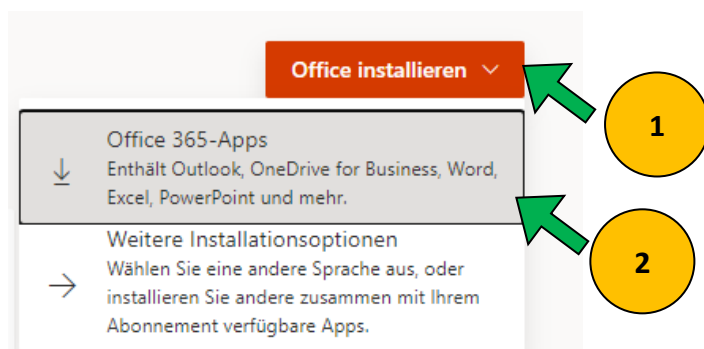 Office installieren
1
Office 365-Apps
Enthält Outlook, OneDrive for Business, Word,
Excel, PowerPoint und mehr.
2
Weitere Installationsoptionen
Wählen Sie eine andere Sprache aus, oder
installieren Sie andere zusammen mit Ihrem
Abonnement verfügbare Apps.